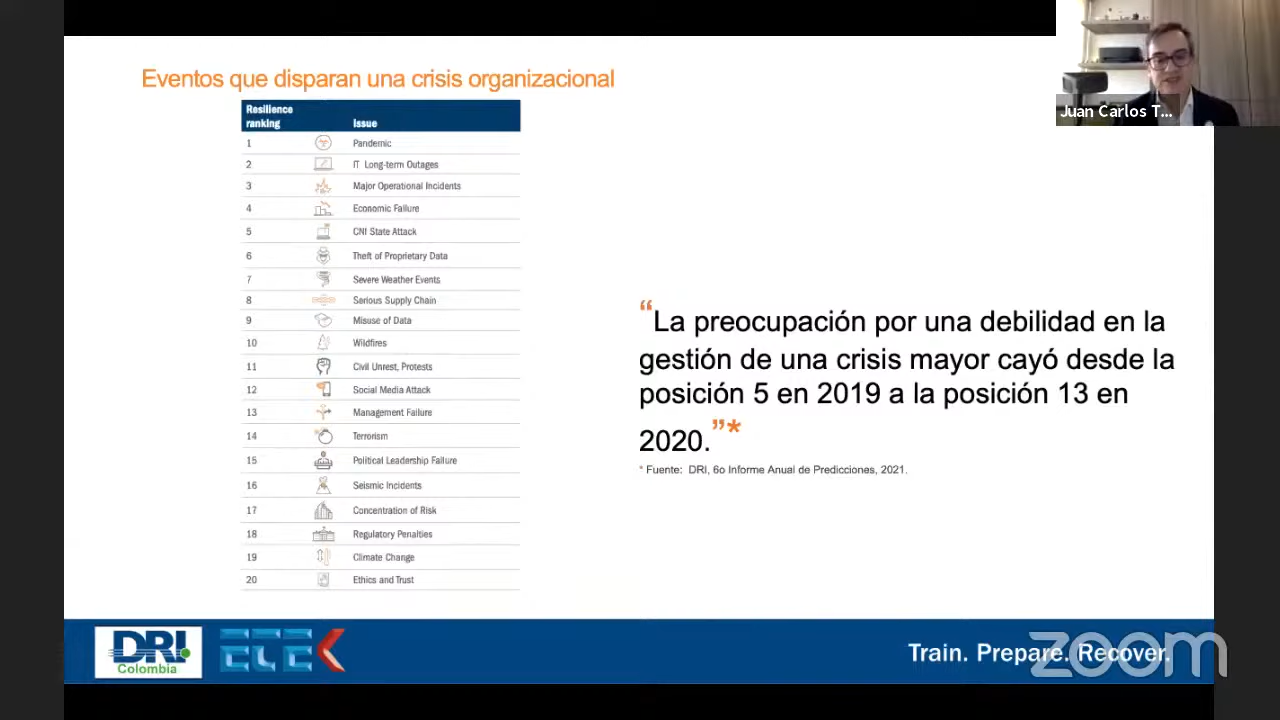 Eventos que disparan una crisis organizacional
Resilience
ranking Issue
1 Pandemic
2 IT Long-term Outages
3 Major Operational Incidents
4 Economic Failure
5 CNI State Attack
6 Theft of Proprietary Data
7 Severe Weather Events
8 Serious Supply Chain
9 Misuse of Data
10 Wildfires
11 Civil Unrest, Protests
12 Social Media Attack
13 Management Failure
14 Terrorism
15 Political Leadership Failure
16 Seismic Incidents
17 Concentration of Risk
18 Regulatory Penalties
19 Climate Change
20 Ethics and Trust
“La preocupación por una debilidad en la
gestión de una crisis mayor cayó desde la
posición 5 en 2019 a la posición 13 en
2020.”*
* Fuente: DRI, 6o Informe Anual de Predicciones, 2021.
Juan Carlos T...
DRI
Colombia
ETEK
Train. Prepare. Recover.
zoom